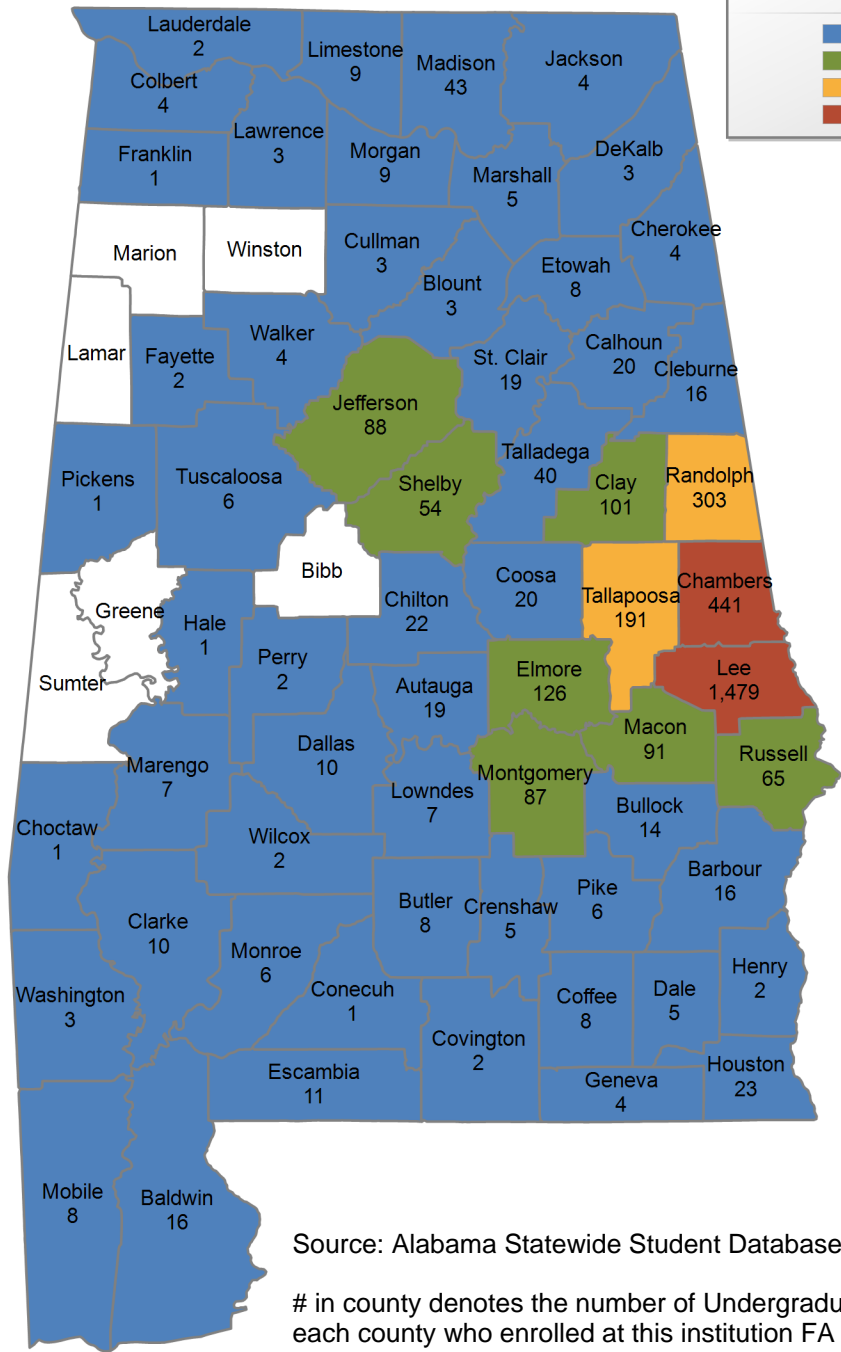 Lauderdale
2
Limestone
9
Madison
43
Jackson
4
Colbert
4
Lawrence
3
Franklin
1
Morgan
9
Marshall
5
DeKalb
3
Marion
Winston
Cullman
3
Blount
3
Etowah
8
Cherokee
4
Lamar
Fayette
2
Walker
4
St. Clair
19
Calhoun
20
Cleburne
16
Jefferson
88
Shelby
54
Talladega
40
Clay
101
Randolph
303
Pickens
1
Tuscaloosa
6
Bibb
Greene
Hale
1
Sumter
Perry
2
Chilton
22
Coosa
20
Tallapoosa
191
Chambers
441
Lee
1,479
Autauga
19
Elmore
126
Macon
91
Russell
65
Marengo
7
Dallas
10
Lowndes
7
Montgomery
87
Bullock
14
Choctaw
1
Wilcox
2
Barbour
16
Clarke
10
Monroe
6
Butler
8
Crenshaw
5
Pike
6
Henry
2
Washington
3
Conecuh
1
Covington
2
Coffee
8
Dale
5
Escambia
11
Geneva
4
Houston
23
Mobile
8
Baldwin
16
Source: Alabama Statewide Student Database
# in county denotes the number of
each county who enrolled at this institution FA